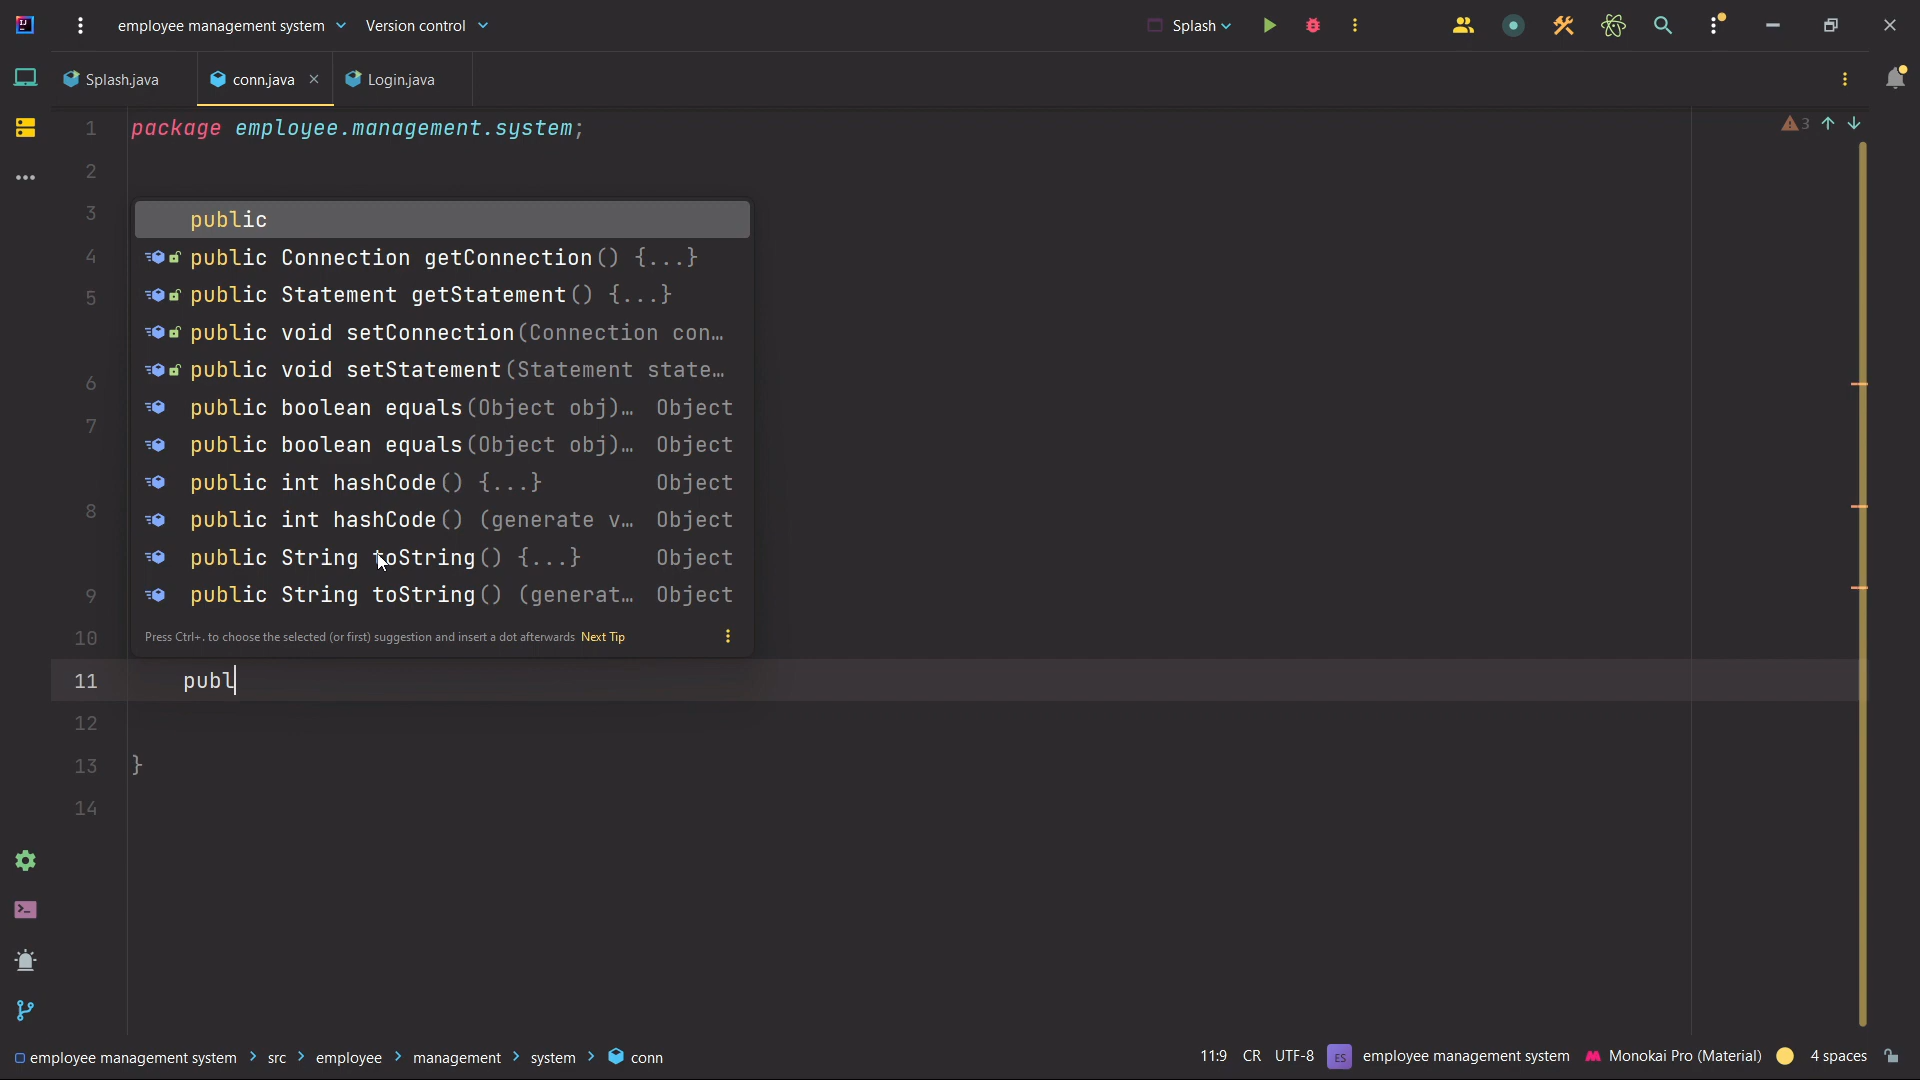 employee management system Version control Splash
Splash.java conn.java Login.java
1 package employee.management.system; 3
2
3
public
4
public Connection getConnection() {...}
5
public Statement getStatement() {...}
public void setConnection(Connection con…
public void setStatement(Statement state…
6
public boolean equals(Object obj)… Object
7
public boolean equals(Object obj)… Object
public int hashCode() {...} Object
8
public int hashCode() (generate v… Object
public String toString() {...} Object
9
public String toString() (generat… Object
10
Press Ctrl+. to choose the selected (or first) suggestion and insert a dot afterwards Next Tip
11 publ
12
13 }
14
employee management system > src > employee > management > system > conn 11:9 CR UTF-8 ES employee management system Monokai Pro (Material) 4 spaces